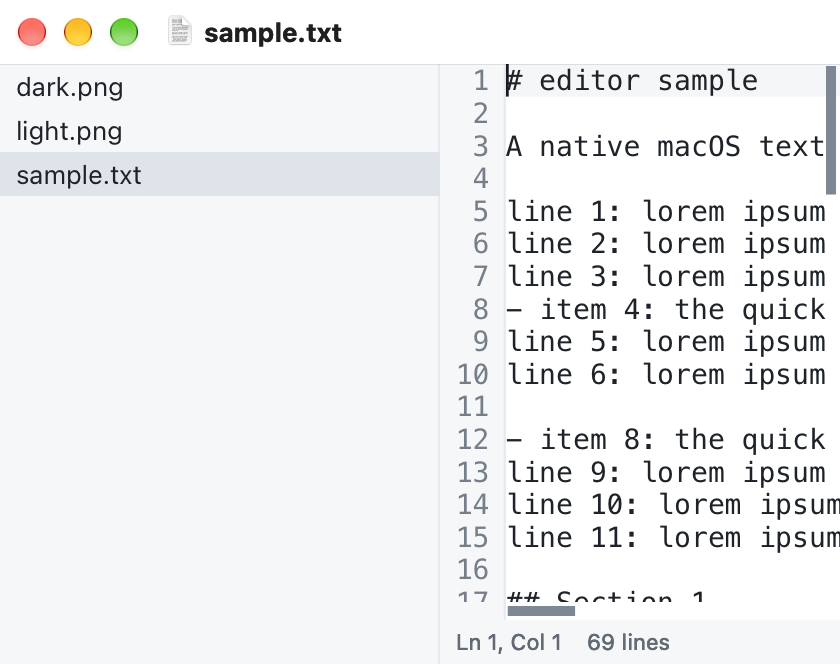 sample.txt
dark.png
light.png
sample.txt
1 # editor sample
2
3 A native macOS text
4
5 line 1: lorem ipsum
6 line 2: lorem ipsum
7 line 3: lorem ipsum
8 - item 4: the quick
9 line 5: lorem ipsum
10 line 6: lorem ipsum
11
12 - item 8: the quick
13 line 9: lorem ipsum
14 line 10: lorem ipsum
15 line 11: lorem ipsum
16
17 ## Section 1
Ln 1, Col 1 69 lines